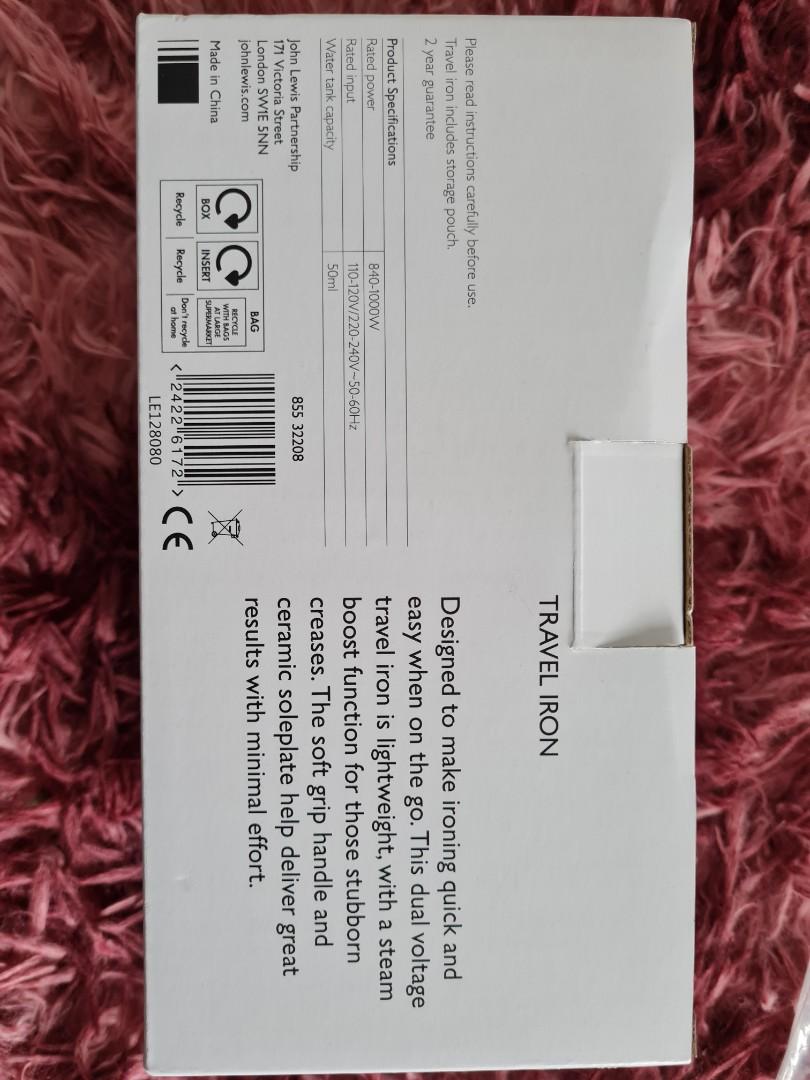 TRAVEL IRON
Designed to make ironing quick and
easy when on the go. This dual voltage
travel iron is lightweight, with a steam
boost function for those stubborn
creases. The soft grip handle and
ceramic soleplate help deliver great
results with minimal effort.
Please read instructions carefully before use.
Travel iron includes storage pouch.
2 year guarantee
Product Specifications
Rated power 840-1000W
Rated input 110-120V/220-240V~50-60Hz
Water tank capacity 50ml
John Lewis Partnership
171 Victoria Street
London SW1E 5NN
johnlewis.com
Made in China
855 32208
BOX
Recycle
INSERT
Recycle
BAG
RECYCLE
WITH BAGS
AT LARGE
SUPERMARKET
Don't recycle
at home
< 2422 6172 >
LE128080
CE